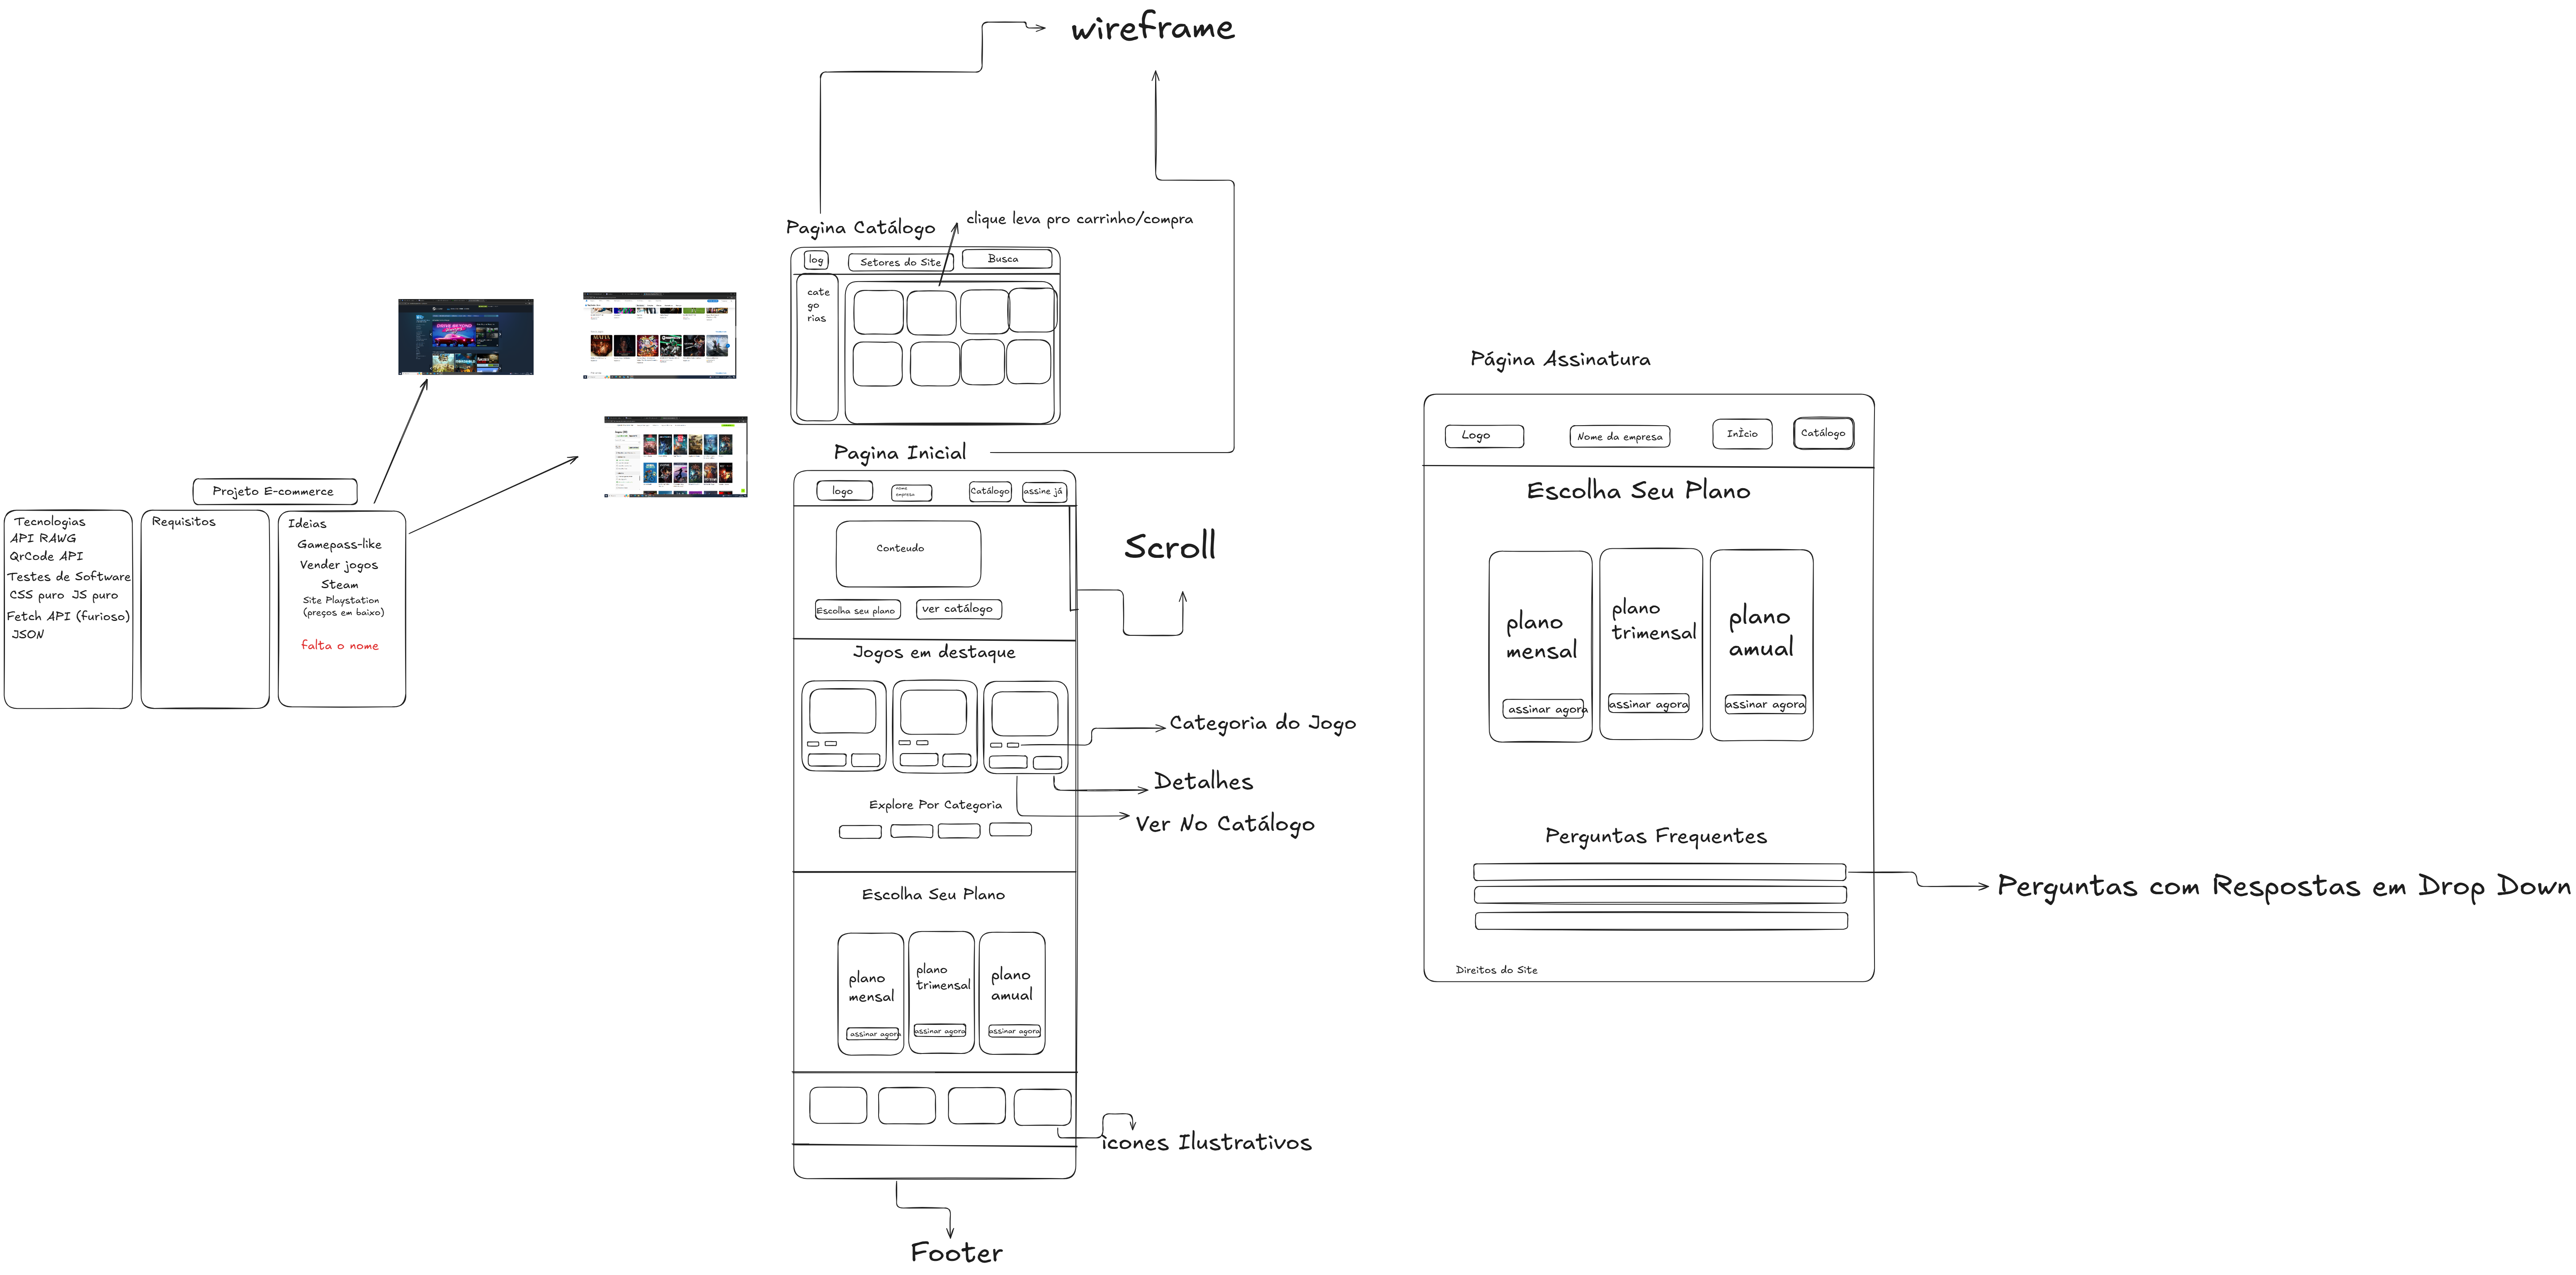 wireframe
Pagina Catálogo
clique leva pro carrinho/compra
log
Setores do Site
Busca
cate
go
rias
Projeto E-commerce
Tecnologias
API RAWG
QrCode API
Testes de Software
CSS puro JS puro
Fetch API (furioso)
JSON
Requisitos
Ideias
Gamepass-like
Vender jogos
Steam
Site Playstation
(preços em baixo)
falta o nome
Pagina Inicial
logo
nome
empresa
Catálogo
assine já
Conteudo
Escolha seu plano
ver catálogo
Scroll
Jogos em destaque
Categoria do Jogo
Detalhes
Ver No Catálogo
Explore Por Categoria
Escolha Seu Plano
plano
mensal
assinar agora
plano
trimensal
assinar agora
plano
amual
assinar agora
icones Ilustrativos
Footer
Página Assinatura
Logo
Nome da empresa
InÌcio
Catálogo
Escolha Seu Plano
plano
mensal
assinar agora
plano
trimensal
assinar agora
plano
amual
assinar agora
Perguntas Frequentes
Perguntas com Respostas em Drop Down
Direitos do Site